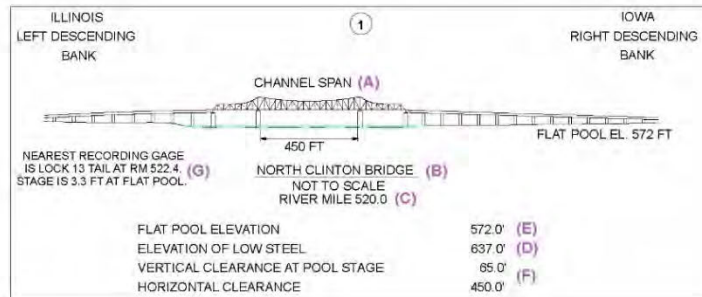 ILLINOIS
LEFT DESCENDING
BANK
1
IOWA
RIGHT DESCENDING
BANK
CHANNEL SPAN (A)
450 FT
FLAT POOL EL. 572 FT
NEAREST RECORDING GAGE
IS LOCK 13 TAIL AT RM 522.4. (G)
STAGE IS 3.3 FT AT FLAT POOL.
NORTH CLINTON BRIDGE (B)
NOT TO SCALE
RIVER MILE 520.0 (C)
FLAT POOL ELEVATION 572.0' (E)
ELEVATION OF LOW STEEL 637.0' (D)
VERTICAL CLEARANCE AT POOL STAGE 65.0' (F)
HORIZONTAL CLEARANCE 450.0'